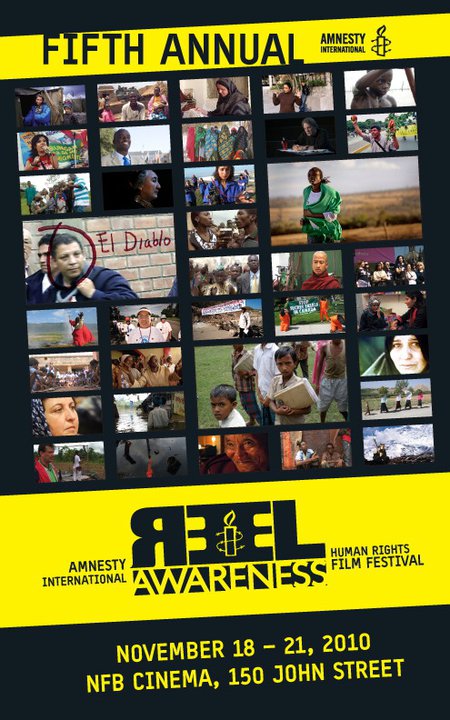 FIFTH ANNUAL
AMNESTY
INTERNATIONAL
El Diablo
AMNESTY
INTERNATIONAL
REEL
AWARENESS
HUMAN RIGHTS
FILM FESTIVAL
NOVEMBER 18 – 21, 2010
NFB CINEMA, 150 JOHN STREET